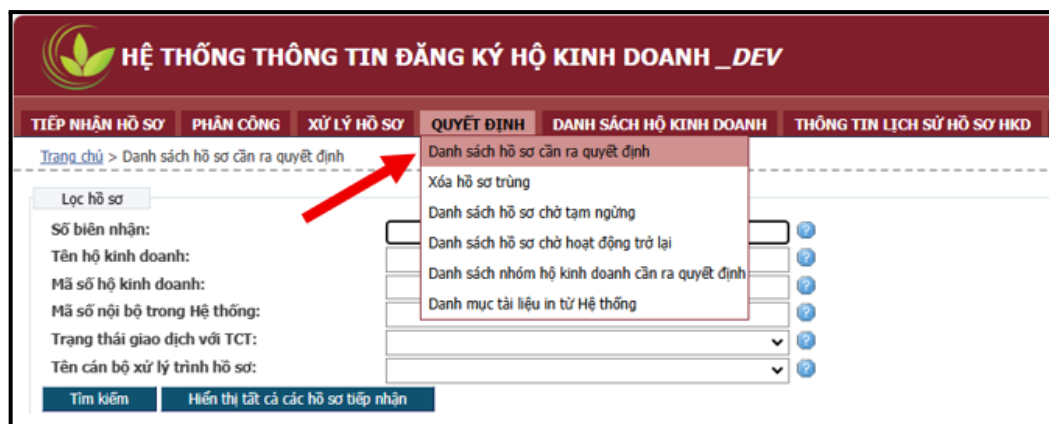 HỆ THỐNG THÔNG TIN ĐĂNG KÝ HỘ KINH DOANH _DEV
TIẾP NHẬN HỒ SƠ PHÂN CÔNG XỬ LÝ HỒ SƠ QUYẾT ĐỊNH DANH SÁCH HỘ KINH DOANH THÔNG TIN LỊCH SỬ HỒ SƠ HKD
Trang chủ > Danh sách hồ sơ cần ra quyết định
Danh sách hồ sơ cần ra quyết định
Xóa hồ sơ trùng
Danh sách hồ sơ chờ tạm ngừng
Danh sách hồ sơ chờ hoạt động trở lại
Danh sách nhóm hộ kinh doanh cần ra quyết định
Danh mục tài liệu in từ Hệ thống
Lọc hồ sơ
Số biên nhận:
Tên hộ kinh doanh:
Mã số hộ kinh doanh:
Mã số nội bộ trong Hệ thống:
Trạng thái giao dịch với TCT:
Tên cán bộ xử lý trình hồ sơ:
Tìm kiếm Hiển thị tất cả các hồ sơ tiếp nhận